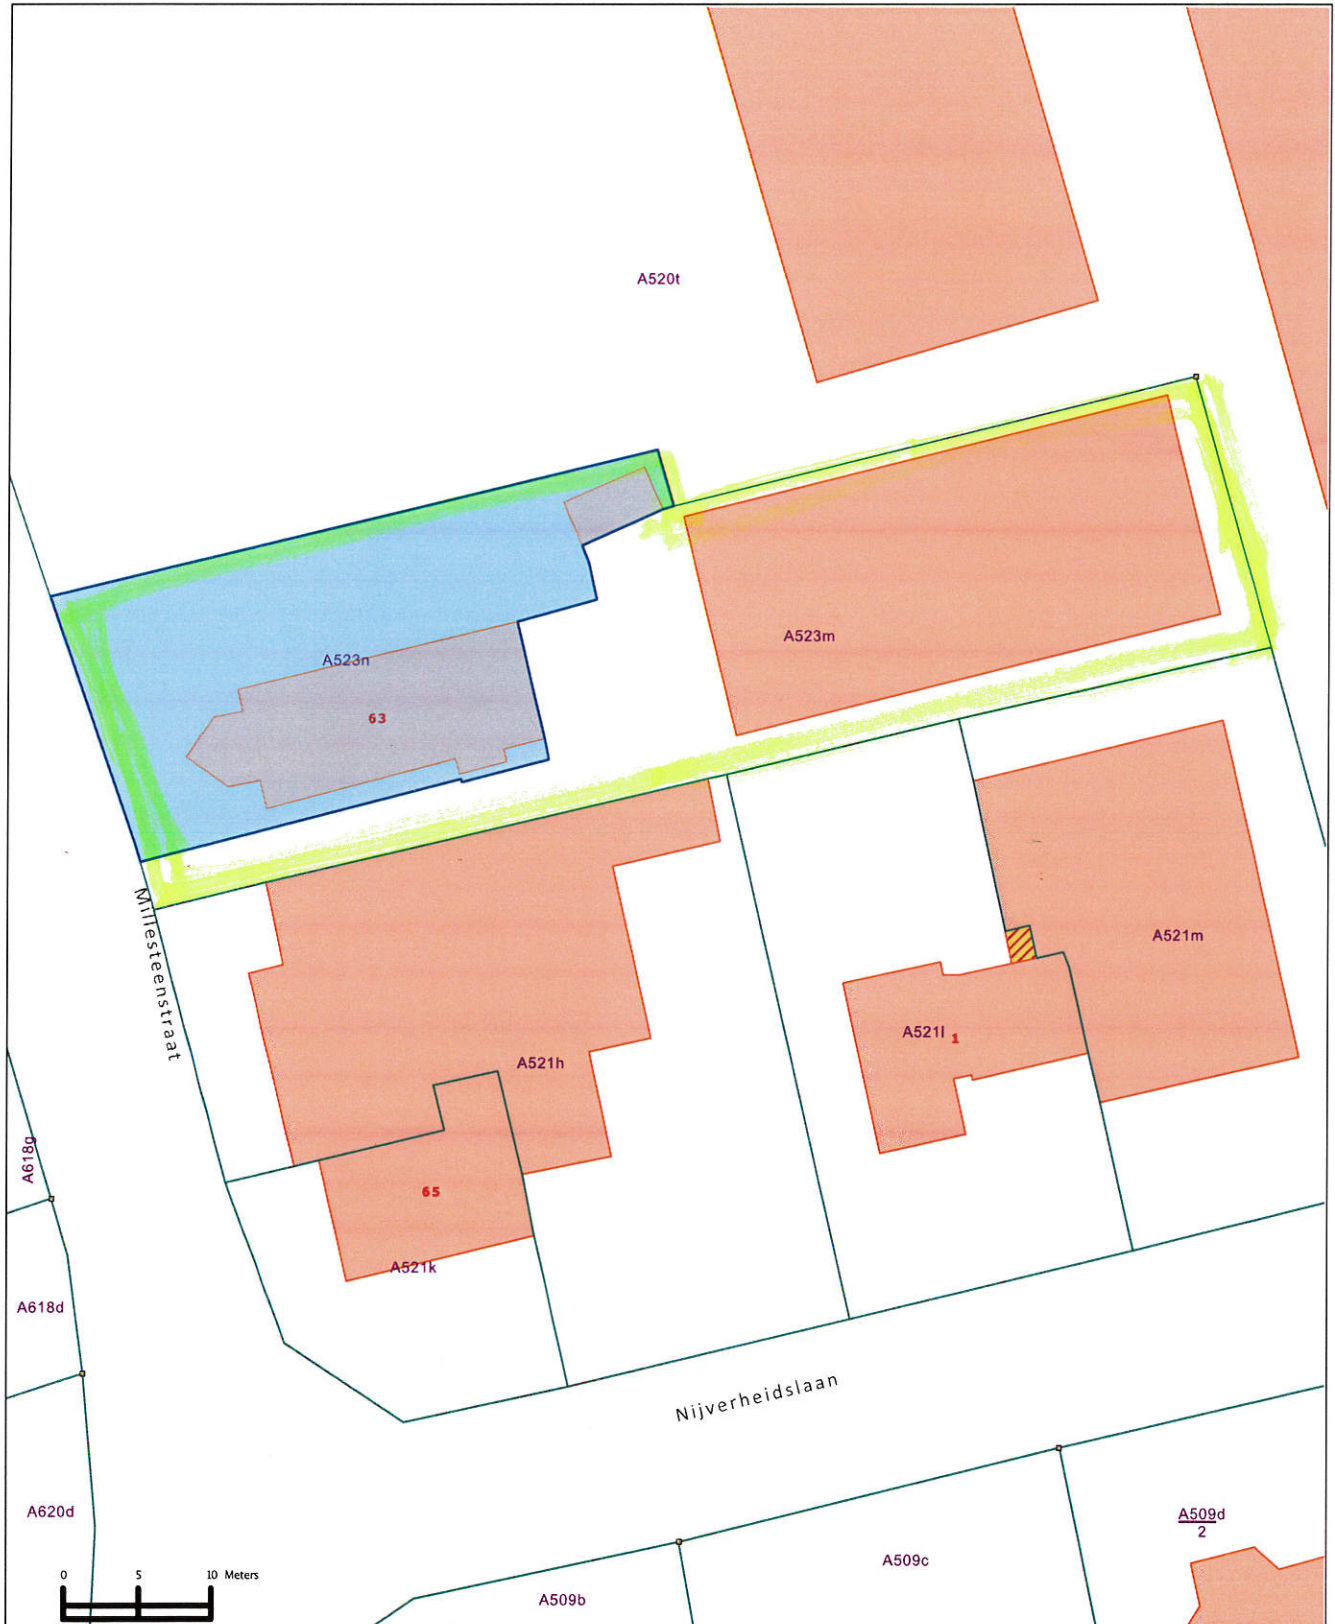 A520t
A523m
A523n
63
A521m
Millesteenstraat
A521l 1
A521h
A618g
65
A521k
A618d
Nijverheidslaan
A620d
A509d
2
A509c
0 5 10 Meters
A509b